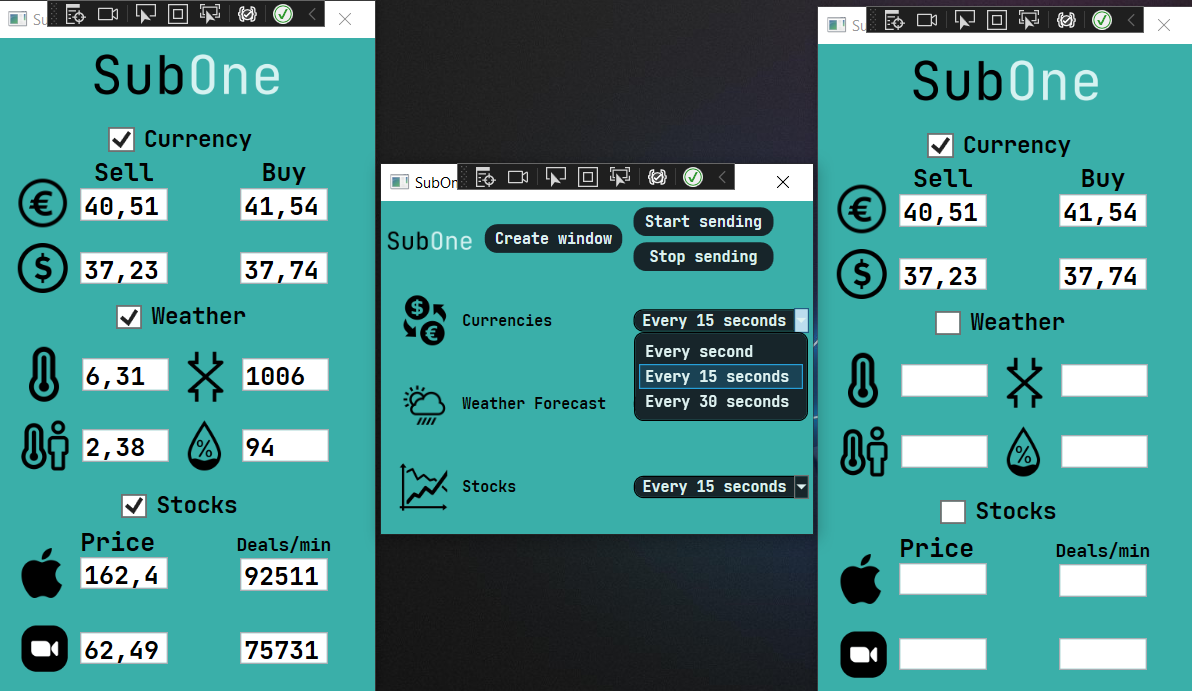 Su
SubOne
Currency
Sell Buy
€ 40,51 41,54
$ 37,23 37,74
Weather
6,31 1006
2,38 % 94
Stocks
Price Deals/min
162,4 92511
62,49 75731
SubOn
SubOne
Create window
Start sending
Stop sending
$ €
Currencies
Every 15 seconds
Every second
Every 15 seconds
Every 30 seconds
Weather Forecast
Stocks
Every 15 seconds
Su
SubOne
Currency
Sell Buy
€ 40,51 41,54
$ 37,23 37,74
Weather
%
Stocks
Price Deals/min